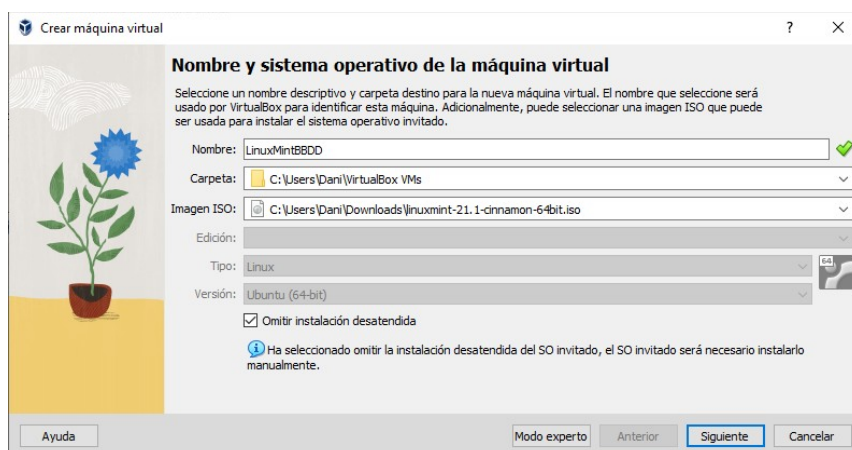 Crear máquina virtual
?
Nombre y sistema operativo de la máquina virtual
Seleccione un nombre descriptivo y carpeta destino para la nueva máquina virtual. El nombre que seleccione será
usado por VirtualBox para identificar esta máquina. Adicionalmente, puede seleccionar una imagen ISO que puede
ser usada para instalar el sistema operativo invitado.
Nombre: LinuxMintBBDD
Carpeta: C:\Users\Dani\VirtualBox VMs
Imagen ISO: C:\Users\Dani\Downloads\linuxmint-21.1-cinnamon-64bit.iso
Edición:
Tipo: Linux
64
Versión: Ubuntu (64-bit)
Omitir instalación desatendida
Ha seleccionado omitir la instalación desatendida del SO invitado, el SO invitado será necesario instalarlo
manualmente.
Ayuda Modo experto Anterior Siguiente Cancelar